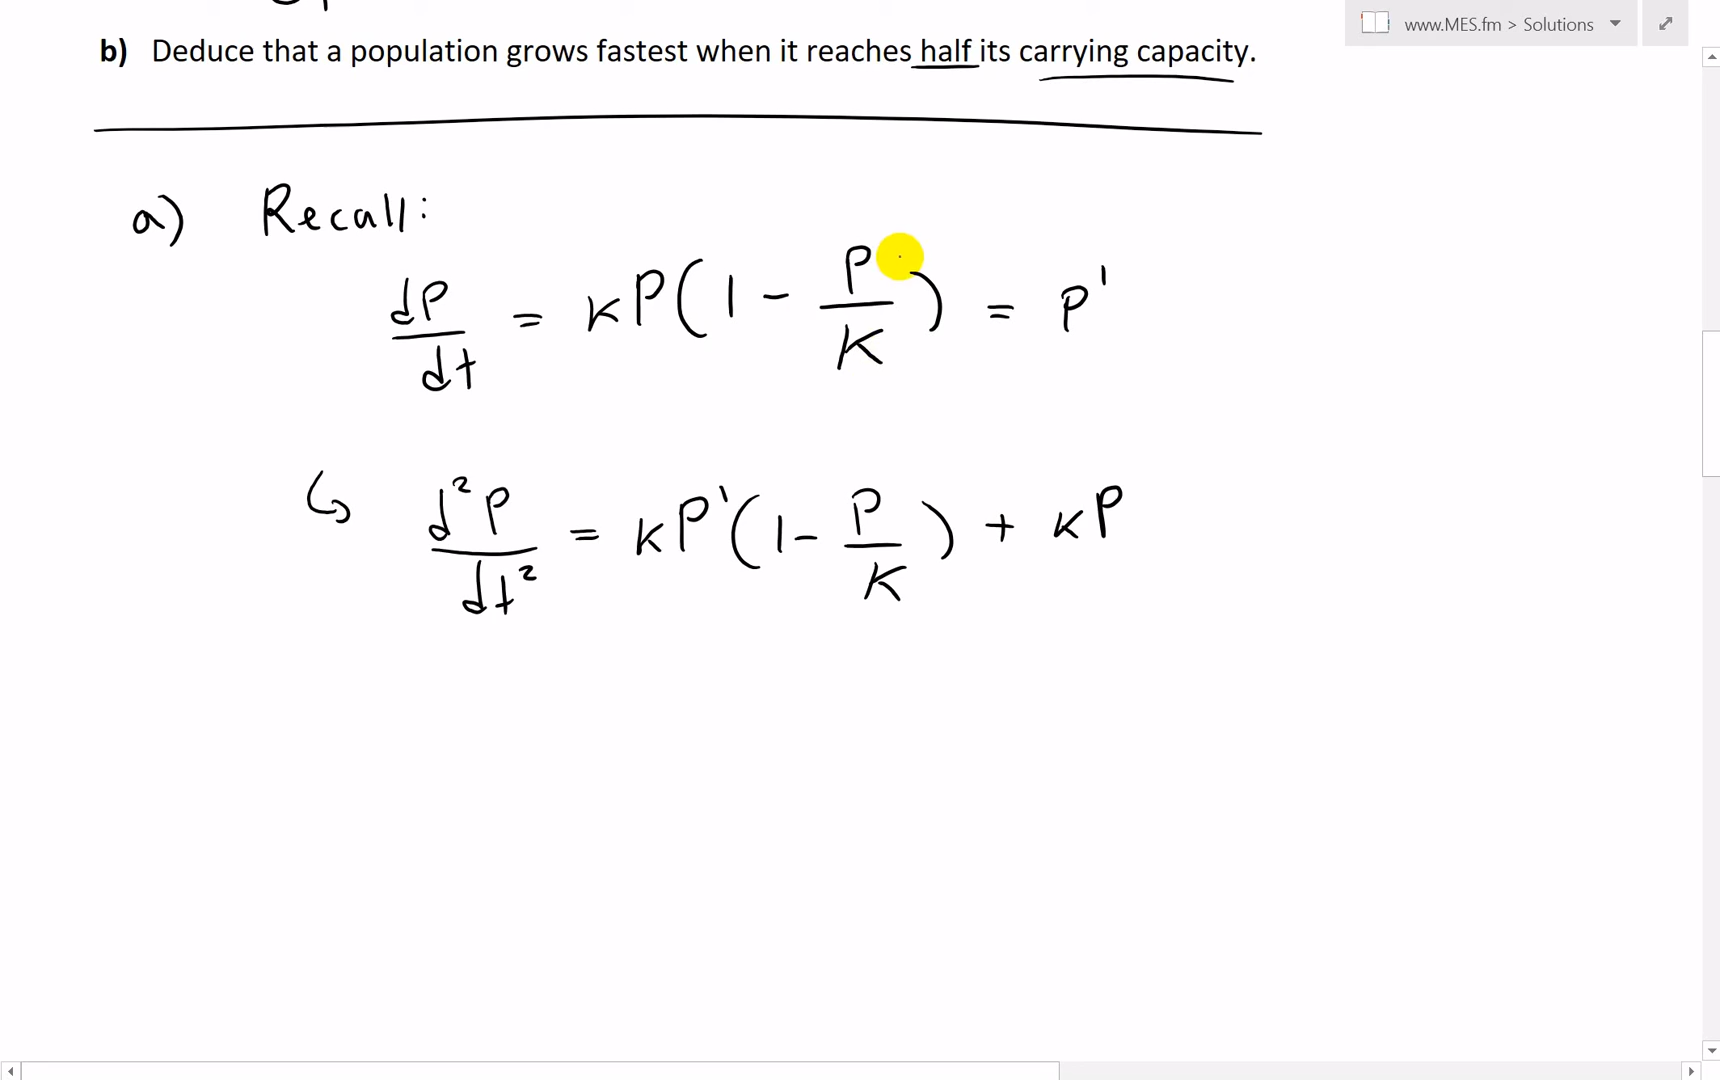 www.MES.fm > Solutions
b) Deduce that a population grows fastest when it reaches half its carrying capacity.
a) Recall:
dP/dt = kP(1 - P/K) = P'
↳ d²P/dt² = kP'(1 - P/K) + kP